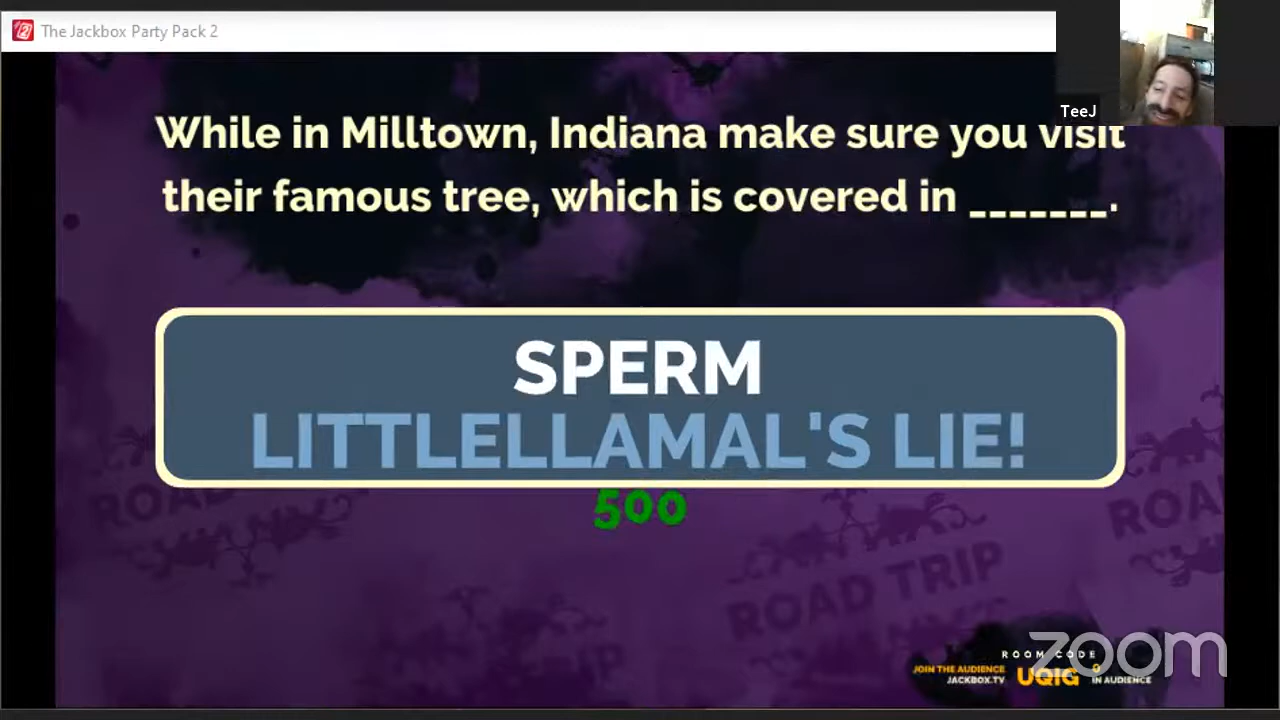 The Jackbox Party Pack 2
TeeJ
While in Milltown, Indiana make sure you visit
their famous tree, which is covered in _______.
SPERM
LITTLELLAMAL'S LIE!
500
ROAD TRIP
ROOM CODE
JOIN THE AUDIENCE
JACKBOX.TV
UQIG
0
IN AUDIENCE
zoom